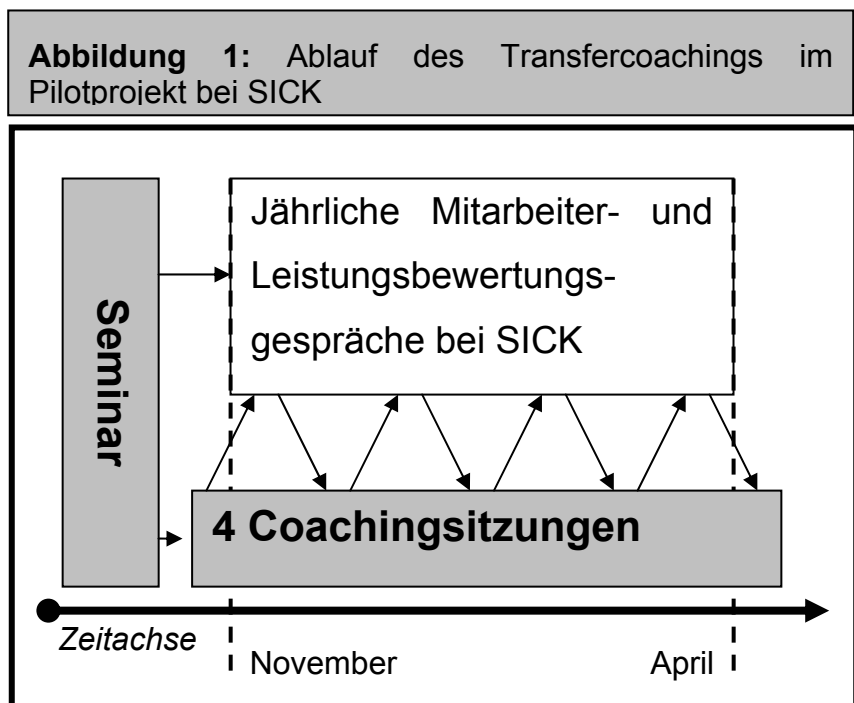 Abbildung 1: Ablauf des Transfercoachings im
Pilotprojekt bei SICK
Jährliche Mitarbeiter- und
Leistungsbewertungs-
gespräche bei SICK
Seminar
4 Coachingsitzungen
Zeitachse
November
April